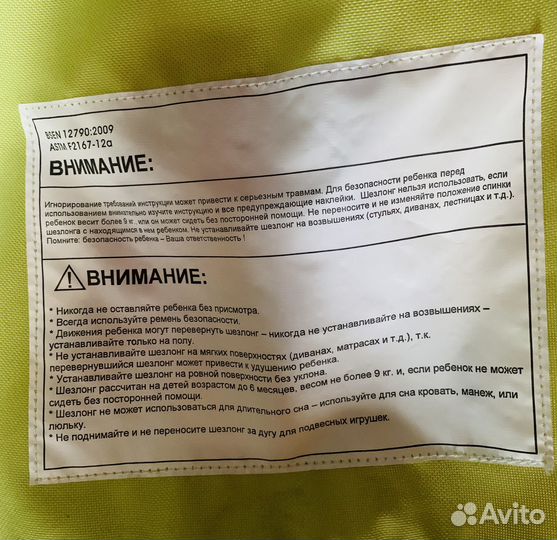 BSEN 12790:2009
ASTM F2167-12a
ВНИМАНИЕ:
Игнорирование требований инструкции может привести к серьезным травмам. Для безопасности ребенка перед
использованием внимательно изучите инструкцию и все предупреждающие наклейки. Шезлонг нельзя использовать, если
ребенок весит более 9 кг. или он может сидеть без посторонней помощи. Не переносите и не изменяйте положение спинки
шезлонга с находящимся в нем ребенком. Не устанавливайте шезлонг на возвышениях (стульях, диванах, лестницах и т.д.).
Помните: безопасность ребенка – Ваша ответственность !
ВНИМАНИЕ:
* Никогда не оставляйте ребенка без присмотра.
* Всегда используйте ремень безопасности.
* Движения ребенка могут перевернуть шезлонг – никогда не устанавливайте на возвышениях –
устанавливайте только на полу.
* Не устанавливайте шезлонг на мягких поверхностях (диванах, матрасах и т.д.), т.к.
перевернувшийся шезлонг может привести к удушению ребенка.
* Устанавливайте шезлонг на ровной поверхности без уклона.
* Шезлонг рассчитан на детей возрастом до 6 месяцев, весом не более 9 кг. и, если ребенок не может
сидеть без посторонней помощи.
* Шезлонг не может использоваться для длительного сна – используйте для сна кровать, манеж, или
люльку.
* Не поднимайте и не переносите шезлонг за дугу для подвесных игрушек.
Avito